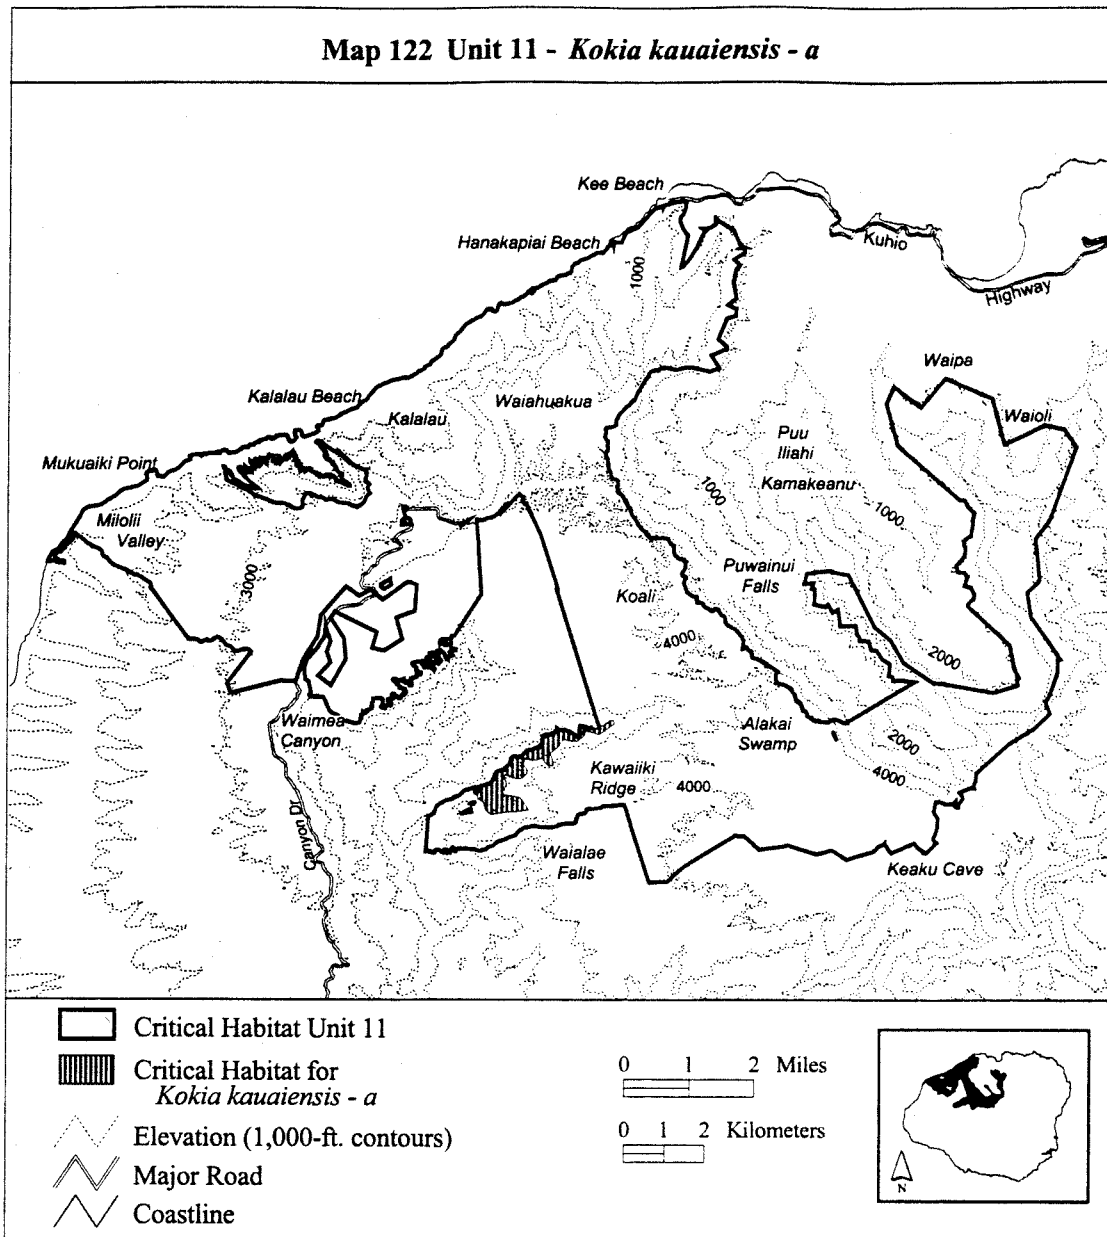 Map 122 Unit 11 - Kokia kauaiensis - a
Kee Beach
Hanakapiai Beach
Kuhio
Highway
1000
Waipa
Kalalau Beach
Kalalau
Waiahuakua
Waioli
Puu
Iliahi
Mukuaiki Point
Kamakeanu
1000
1000
Milolii
Valley
3000
Puwainui
Falls
Koali
4000
2000
Waimea
Canyon
Alakai
Swamp
2000
Kawaiiki
Ridge
4000
4000
Canyon Dr
Waialae
Falls
Keaku Cave
Critical Habitat Unit 11
Critical Habitat for
Kokia kauaiensis - a
Elevation (1,000-ft. contours)
Major Road
Coastline
0 1 2 Miles
0 1 2 Kilometers
N